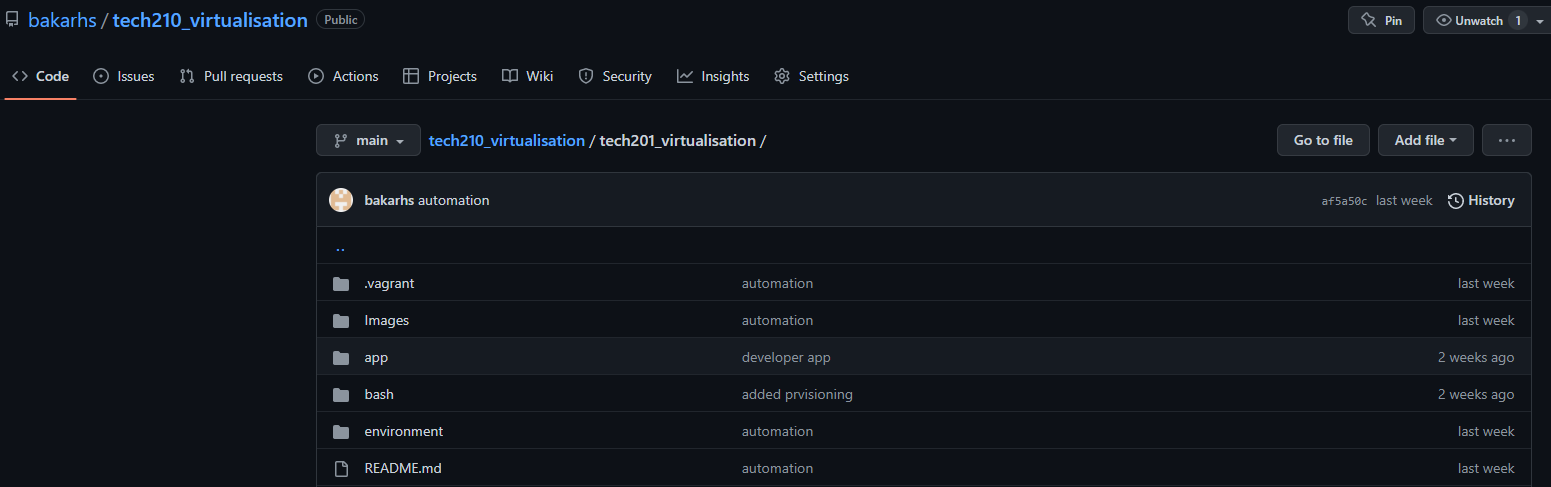 bakarhs / tech210_virtualisation Public Pin Unwatch 1
Code Issues Pull requests Actions Projects Wiki Security Insights Settings
main tech210_virtualisation / tech201_virtualisation / Go to file Add file ...
bakarhs automation af5a50c last week History
..
.vagrant automation last week
Images automation last week
app developer app 2 weeks ago
bash added prvisioning 2 weeks ago
environment automation last week
README.md automation last week